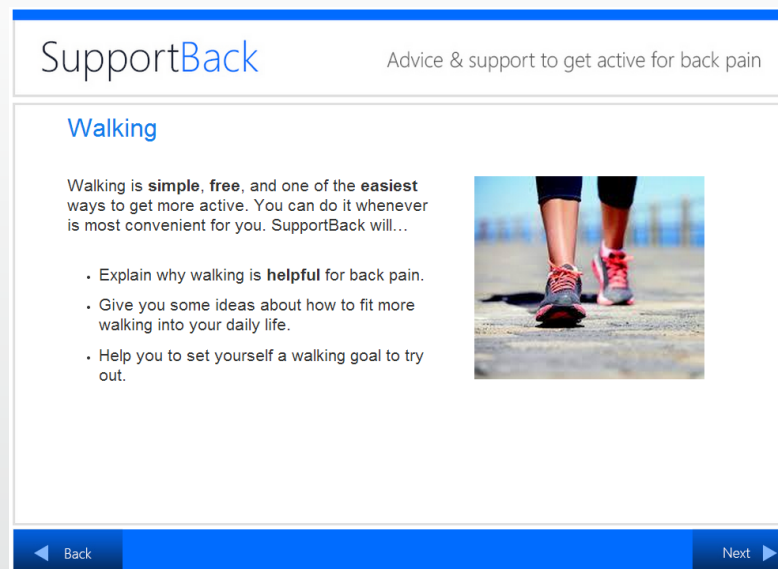 SupportBack
Advice & support to get active for back pain
Walking
Walking is simple, free, and one of the easiest
ways to get more active. You can do it whenever
is most convenient for you. SupportBack will…
• Explain why walking is helpful for back pain.
• Give you some ideas about how to fit more
walking into your daily life.
• Help you to set yourself a walking goal to try
out.
Back
Next